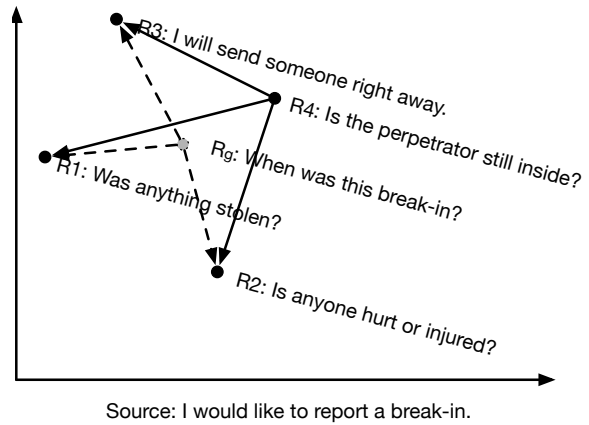 R3: I will send someone right away.
R4: Is the perpetrator still inside?
Rg: When was this break-in?
R1: Was anything stolen?
R2: Is anyone hurt or injured?
Source: I would like to report a break-in.